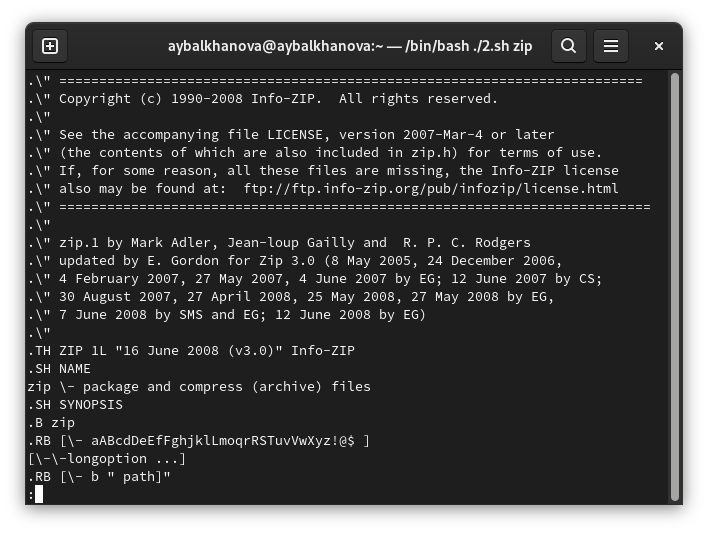 aybalkhanova@aybalkhanova:~ — /bin/bash ./2.sh zip
.\" =========================================================================
.\" Copyright (c) 1990-2008 Info-ZIP.  All rights reserved.
.\"
.\" See the accompanying file LICENSE, version 2007-Mar-4 or later
.\" (the contents of which are also included in zip.h) for terms of use.
.\" If, for some reason, all these files are missing, the Info-ZIP license
.\" also may be found at:  ftp://ftp.info-zip.org/pub/infozip/license.html
.\" ==========================================================================
.\"
.\" zip.1 by Mark Adler, Jean-loup Gailly and  R. P. C. Rodgers
.\" updated by E. Gordon for Zip 3.0 (8 May 2005, 24 December 2006,
.\" 4 February 2007, 27 May 2007, 4 June 2007 by EG; 12 June 2007 by CS;
.\" 30 August 2007, 27 April 2008, 25 May 2008, 27 May 2008 by EG,
.\" 7 June 2008 by SMS and EG; 12 June 2008 by EG)
.\"
.TH ZIP 1L "16 June 2008 (v3.0)" Info-ZIP
.SH NAME
zip \- package and compress (archive) files
.SH SYNOPSIS
.B zip
.RB [\- aABcdDeEfFghjklLmoqrRSTuvVwXyz!@$ ]
[\-\-longoption ...]
.RB [\- b " path]"
: